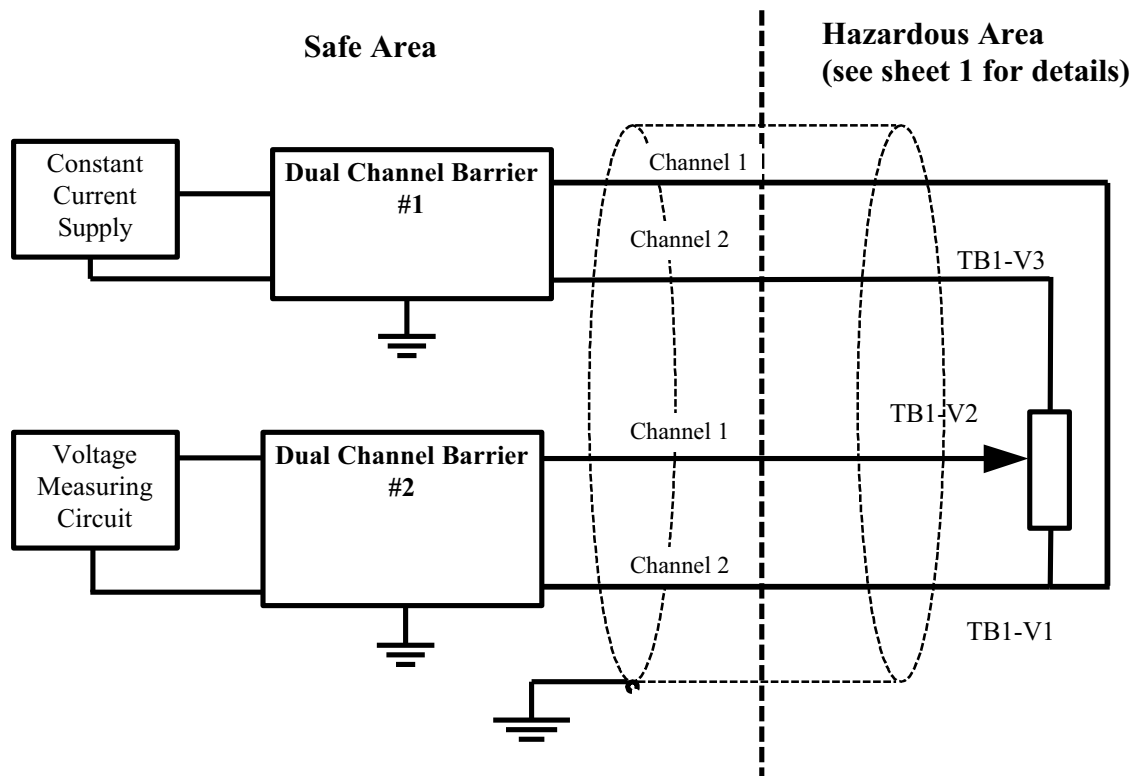 Safe Area
Hazardous Area
(see sheet 1 for details)
Constant
Current
Supply
Dual Channel Barrier
#1
Channel 1
Channel 2
TB1-V3
TB1-V2
Voltage
Measuring
Circuit
Dual Channel Barrier
#2
Channel 1
Channel 2
TB1-V1